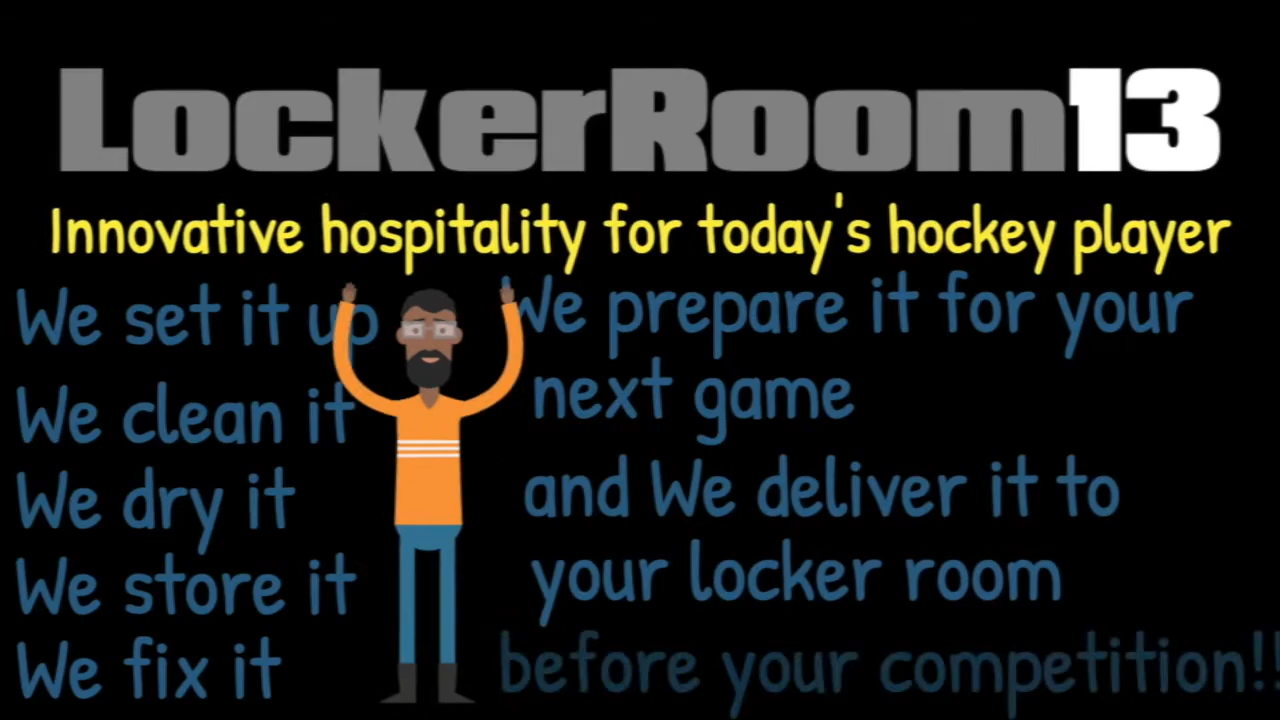 LockerRoom13
Innovative hospitality for today's hockey player
We set it up
We clean it
We dry it
We store it
We fix it
We prepare it for your
next game
and We deliver it to
your locker room
before your competition!!